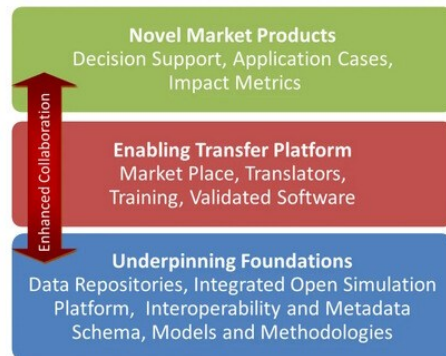 Novel Market Products
Decision Support, Application Cases,
Impact Metrics
Enhanced Collaboration
Enabling Transfer Platform
Market Place, Translators,
Training, Validated Software
Underpinning Foundations
Data Repositories, Integrated Open Simulation
Platform, Interoperability and Metadata
Schema, Models and Methodologies